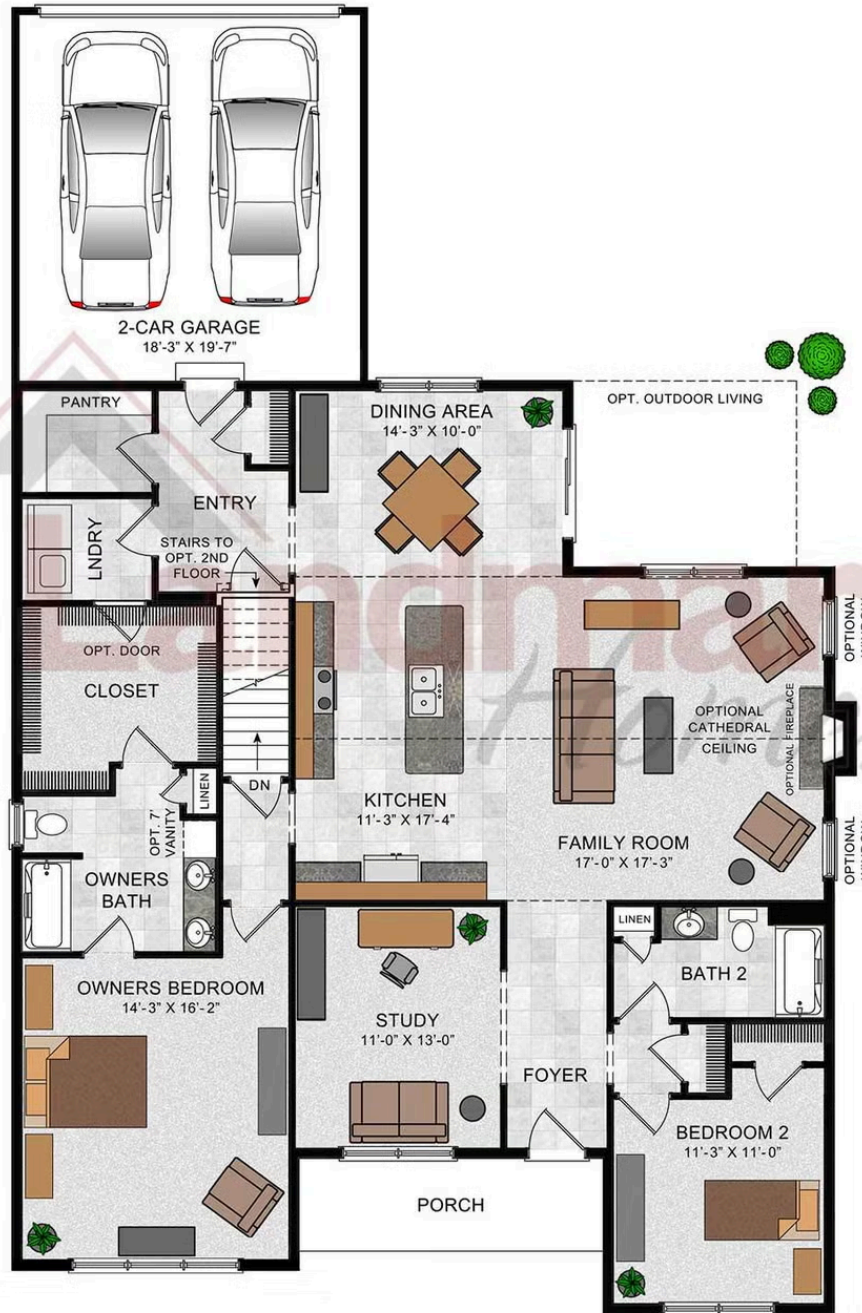 2-CAR GARAGE
18'-3" X 19'-7"
PANTRY
DINING AREA
14'-3" X 10'-0"
OPT. OUTDOOR LIVING
ENTRY
LNDRY
STAIRS TO
OPT. 2ND
FLOOR
Landmar
Hom
OPTIONAL
OPT. DOOR
CLOSET
OPTIONAL
CATHEDRAL
CEILING
OPTIONAL FIREPLACE
DN
LINEN
OPT. 7'
VANITY
KITCHEN
11'-3" X 17'-4"
FAMILY ROOM
17'-0" X 17'-3"
OPTIONAL
OWNERS
BATH
LINEN
BATH 2
OWNERS BEDROOM
14'-3" X 16'-2"
STUDY
11'-0" X 13'-0"
FOYER
BEDROOM 2
11'-3" X 11'-0"
PORCH